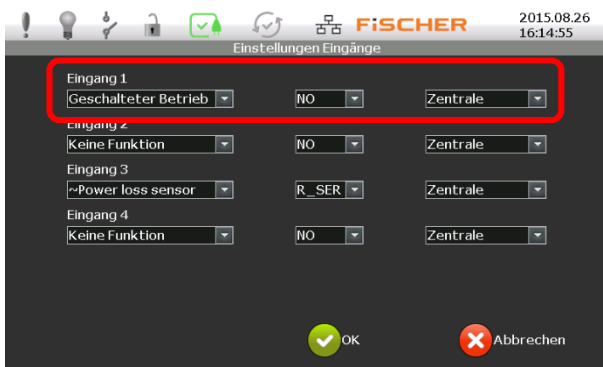 FiSCHER
2015.08.26
16:14:55
Einstellungen Eingänge
Eingang 1
Geschalteter Betrieb NO Zentrale
Eingang 2
Keine Funktion NO Zentrale
Eingang 3
~Power loss sensor R_SER Zentrale
Eingang 4
Keine Funktion NO Zentrale
OK Abbrechen